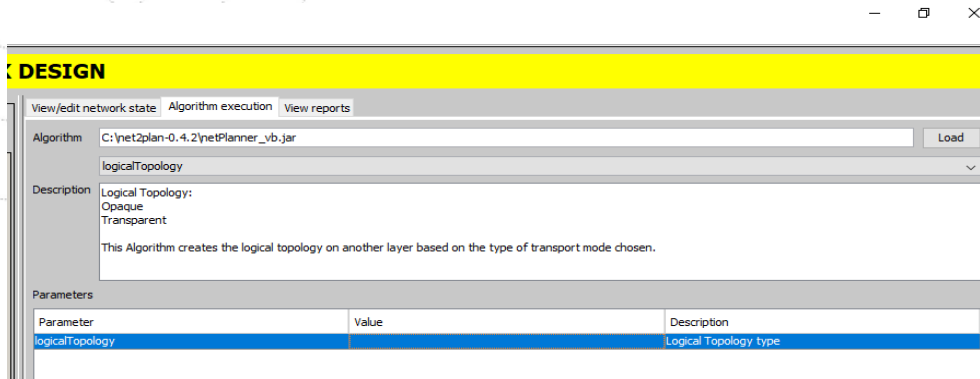 DESIGN
View/edit network state Algorithm execution View reports
Algorithm C:\net2plan-0.4.2\netPlanner_vb.jar Load
logicalTopology
Description Logical Topology:
Opaque
Transparent
This Algorithm creates the logical topology on another layer based on the type of transport mode chosen.
Parameters
Parameter Value Description
logicalTopology Logical Topology type